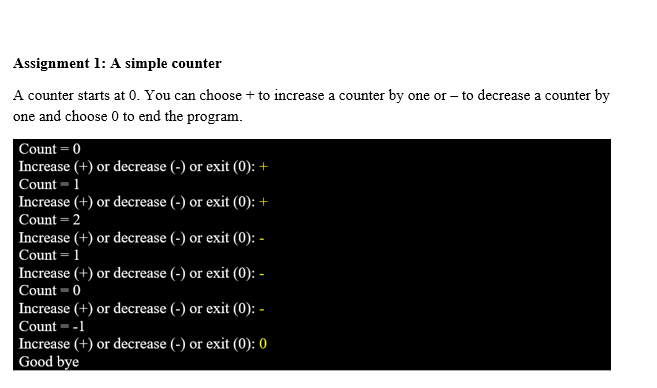 Assignment 1: A simple counter
A counter starts at 0. You can choose + to increase a counter by one or – to decrease a counter by
one and choose 0 to end the program.
Count = 0
Increase (+) or decrease (-) or exit (0): +
Count = 1
Increase (+) or decrease (-) or exit (0): +
Count = 2
Increase (+) or decrease (-) or exit (0): -
Count = 1
Increase (+) or decrease (-) or exit (0): -
Count = 0
Increase (+) or decrease (-) or exit (0): -
Count = -1
Increase (+) or decrease (-) or exit (0): 0
Good bye